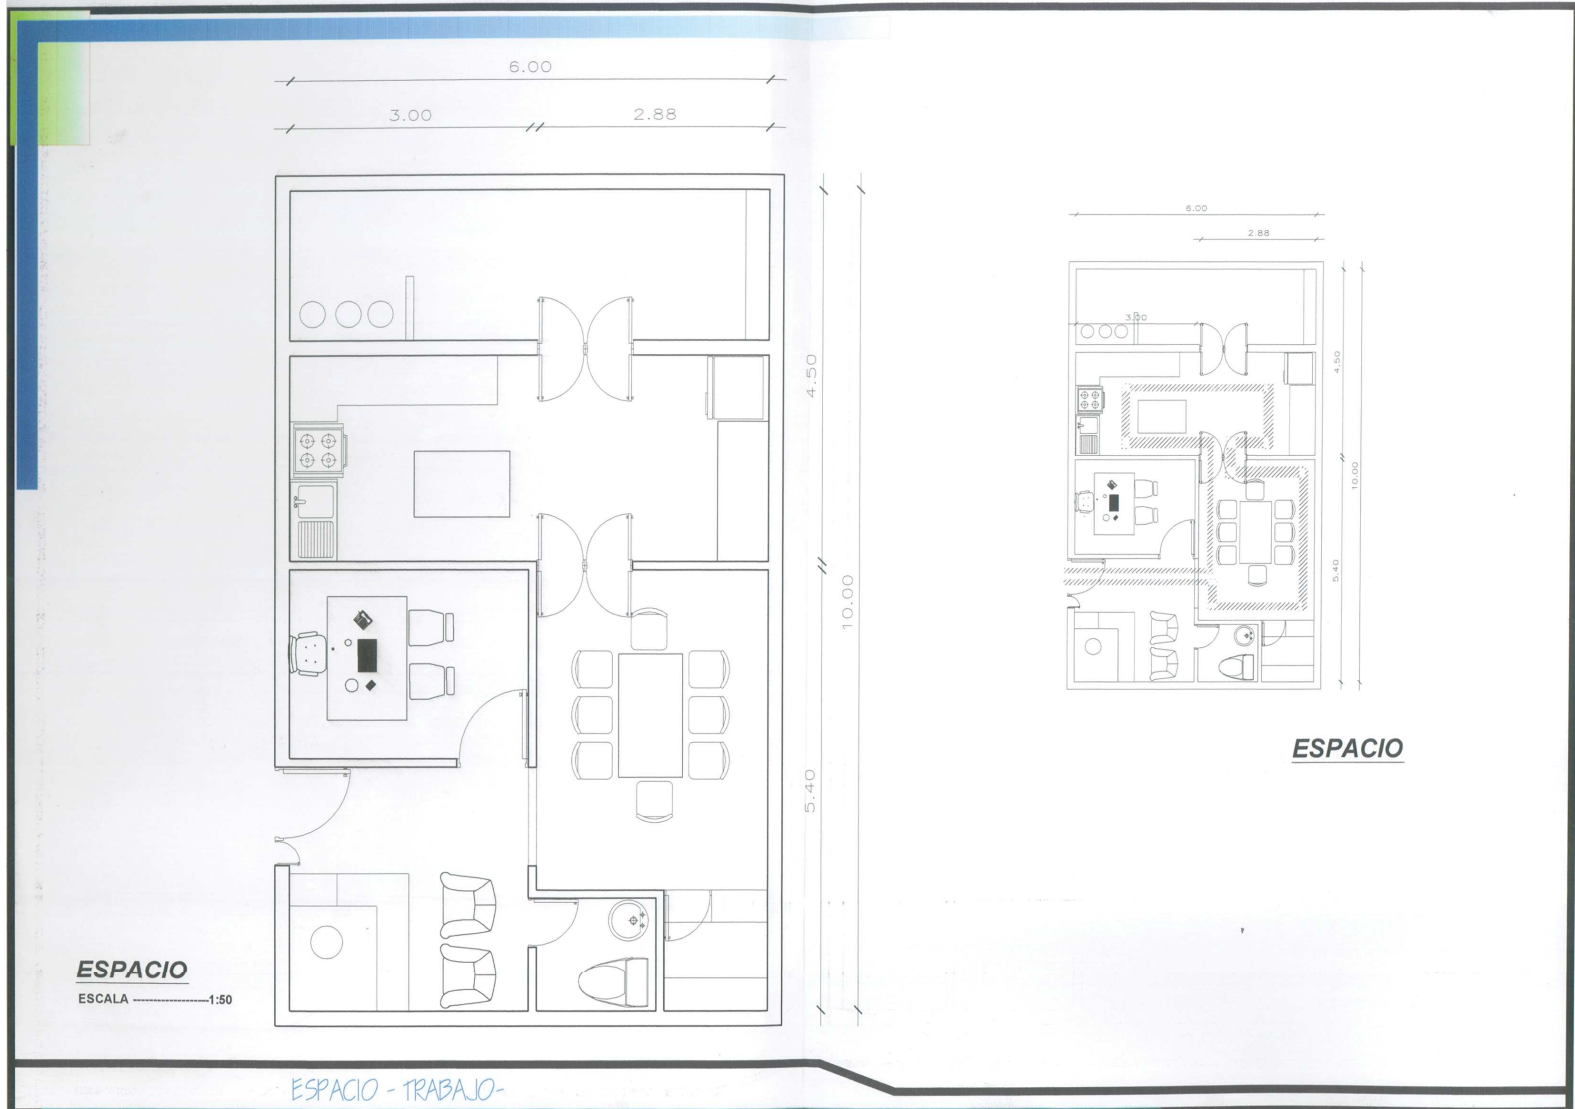 6.00
3.00 2.88
4.50
10.00
5.40
ESPACIO
ESCALA --------------------1:50
6.00
2.88
3.00
4.50
10.00
5.40
ESPACIO
ESPACIO - TRABAJO-